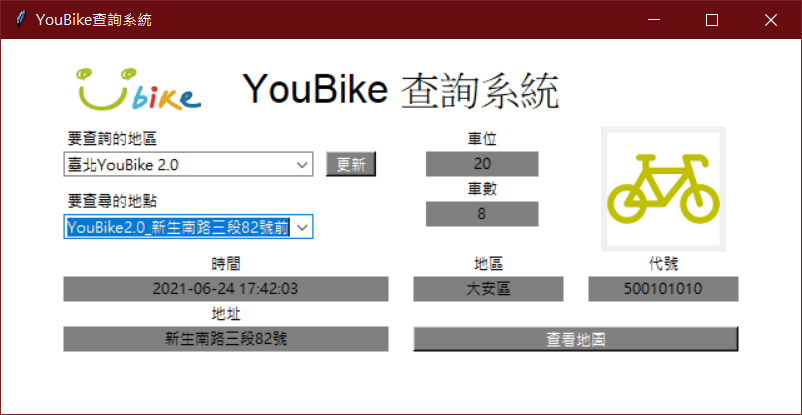 YouBike查詢系統
Ubike
YouBike 查詢系統
要查詢的地區
臺北YouBike 2.0
更新
要查尋的地點
YouBike2.0_新生南路三段82號前
車位
20
車數
8
時間
2021-06-24 17:42:03
地區
大安區
代號
500101010
地址
新生南路三段82號
查看地圖